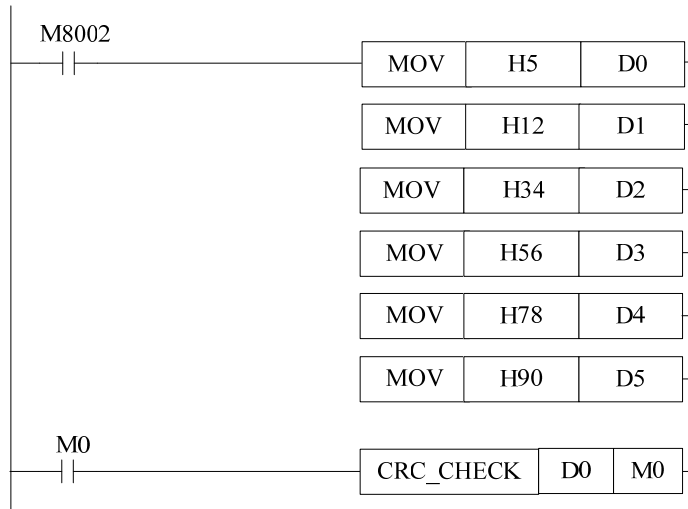 M8002
MOV H5 D0
MOV H12 D1
MOV H34 D2
MOV H56 D3
MOV H78 D4
MOV H90 D5
M0
CRC_CHECK D0 M0